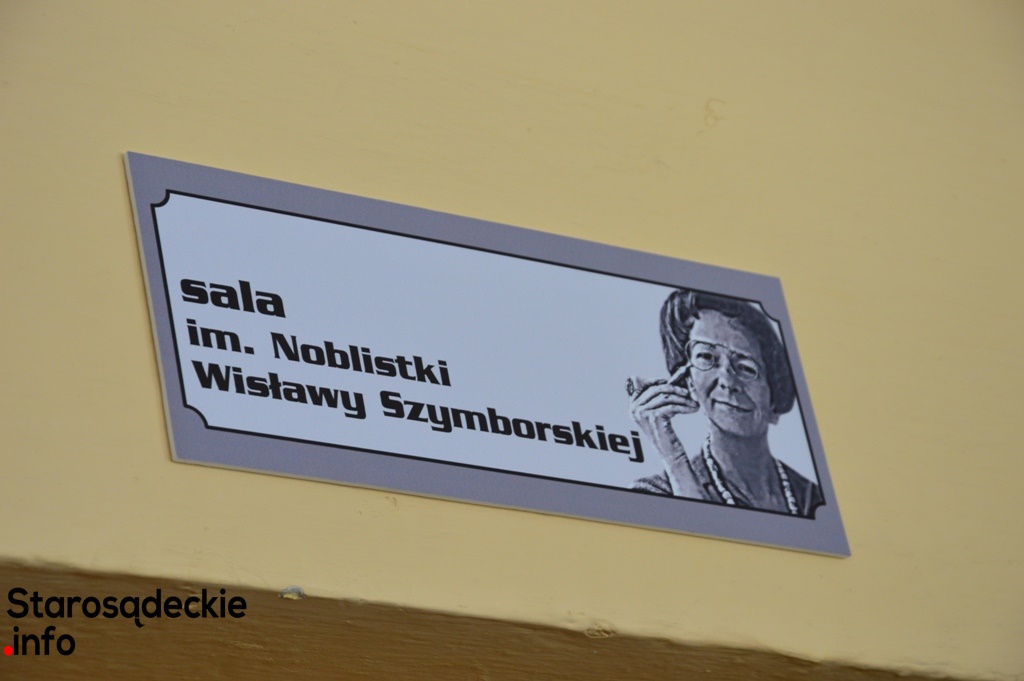 sala
im. Noblistki
Wisławy Szymborskiej
Starosądeckie
.info